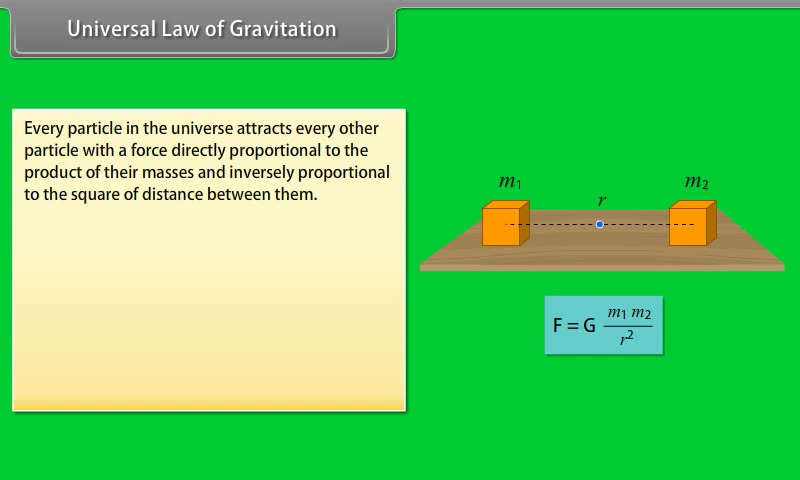 Universal Law of Gravitation
Every particle in the universe attracts every other
particle with a force directly proportional to the
product of their masses and inversely proportional
to the square of distance between them.
m₁
m₂
r
F = G m₁ m₂ / r²